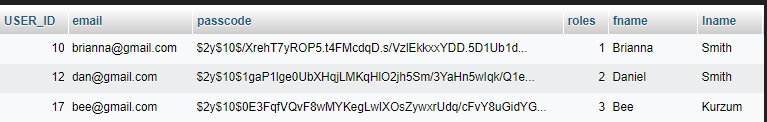 USER_ID email passcode roles fname lname
10 brianna@gmail.com $2y$10$/XrehT7yROP5.t4FMcdqD.s/VzlEkkxxYDD.5D1Ub1d... 1 Brianna Smith
12 dan@gmail.com $2y$10$1gaP1lge0UbXHqjLMKqHlO2jh5Sm/3YaHn5wIqk/Q1e... 2 Daniel Smith
17 bee@gmail.com $2y$10$0E3FqfVQvF8wMYKegLwlXOsZywxrUdq/cFvY8uGidYG... 3 Bee Kurzum